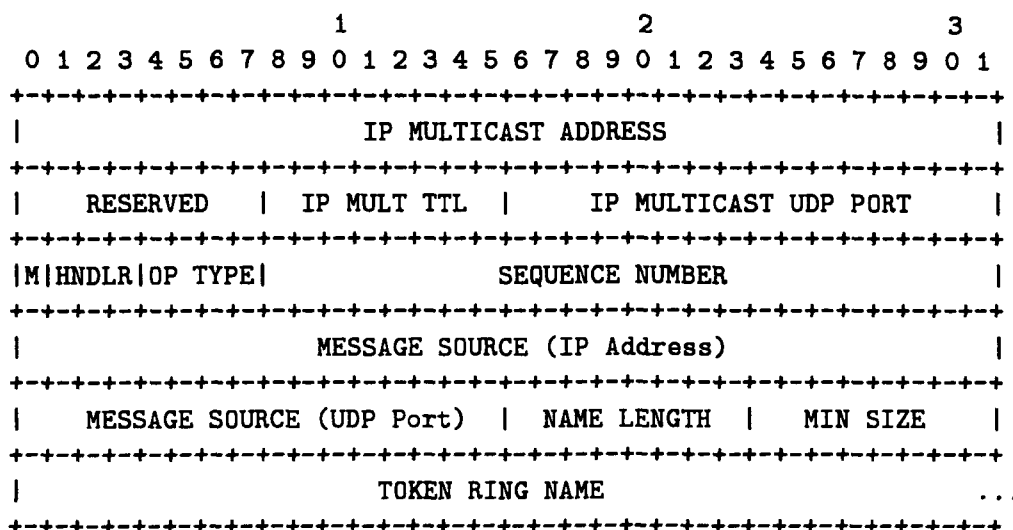 1                   2                   3
 0 1 2 3 4 5 6 7 8 9 0 1 2 3 4 5 6 7 8 9 0 1 2 3 4 5 6 7 8 9 0 1
+-+-+-+-+-+-+-+-+-+-+-+-+-+-+-+-+-+-+-+-+-+-+-+-+-+-+-+-+-+-+-+-+
|                      IP MULTICAST ADDRESS                     |
+-+-+-+-+-+-+-+-+-+-+-+-+-+-+-+-+-+-+-+-+-+-+-+-+-+-+-+-+-+-+-+-+
|    RESERVED   |  IP MULT TTL  |     IP MULTICAST UDP PORT     |
+-+-+-+-+-+-+-+-+-+-+-+-+-+-+-+-+-+-+-+-+-+-+-+-+-+-+-+-+-+-+-+-+
|M|HNDLR|OP TYPE|               SEQUENCE NUMBER                 |
+-+-+-+-+-+-+-+-+-+-+-+-+-+-+-+-+-+-+-+-+-+-+-+-+-+-+-+-+-+-+-+-+
|                   MESSAGE SOURCE (IP Address)                 |
+-+-+-+-+-+-+-+-+-+-+-+-+-+-+-+-+-+-+-+-+-+-+-+-+-+-+-+-+-+-+-+-+
|    MESSAGE SOURCE (UDP Port)  |  NAME LENGTH  |   MIN SIZE    |
+-+-+-+-+-+-+-+-+-+-+-+-+-+-+-+-+-+-+-+-+-+-+-+-+-+-+-+-+-+-+-+-+
|                       TOKEN RING NAME                        ...
+-+-+-+-+-+-+-+-+-+-+-+-+-+-+-+-+-+-+-+-+-+-+-+-+-+-+-+-+-+-+-+-+